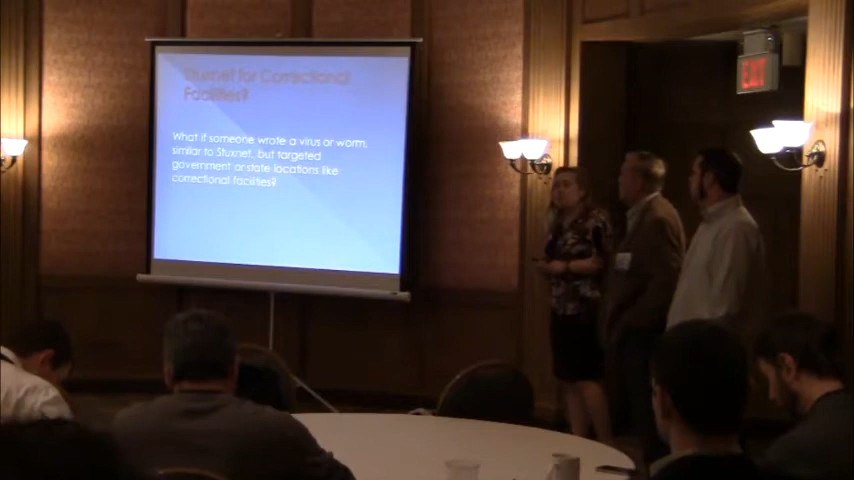 Stuxnet for Correctional
Facilities?
What if someone wrote a virus or worm,
similar to Stuxnet, but targeted
government or state locations like
correctional facilities?
EXIT